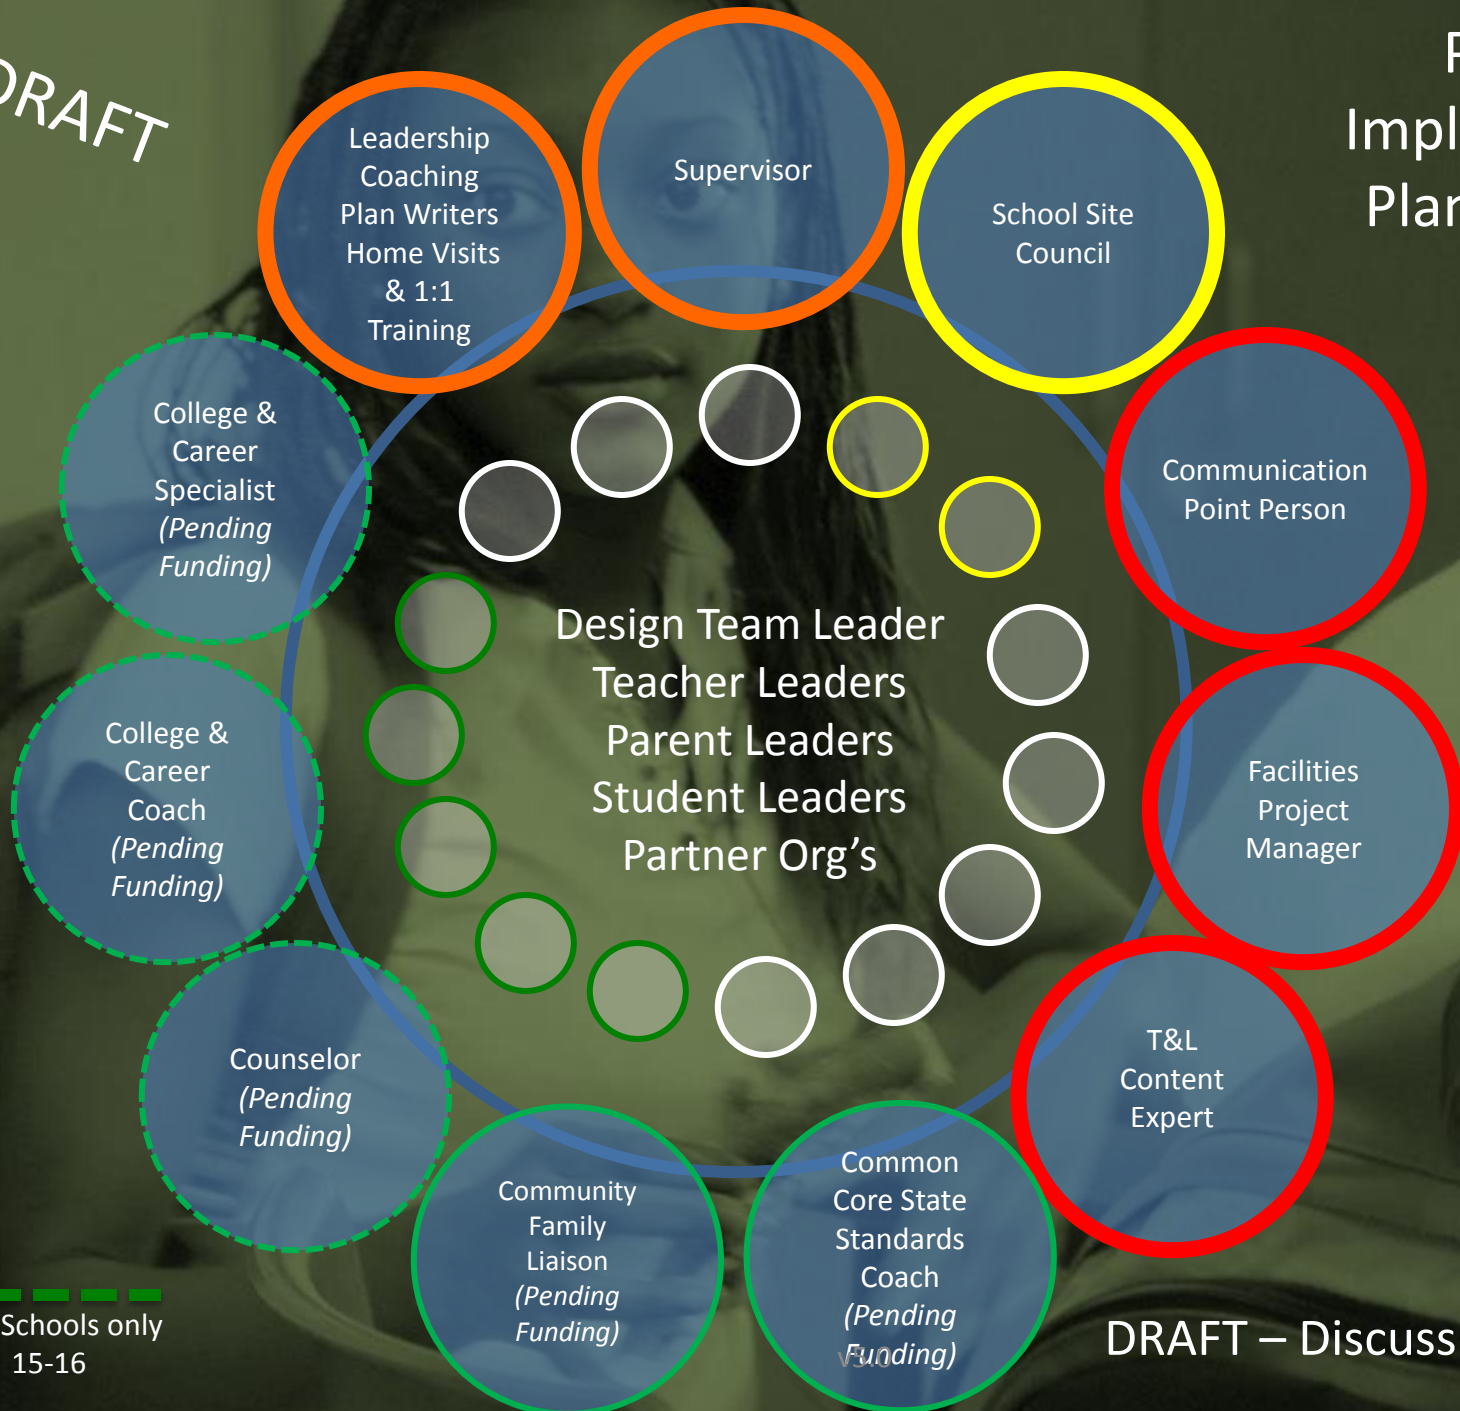 DRAFT
P
Impl
Plan
Leadership
Coaching
Plan Writers
Home Visits
& 1:1
Training
Supervisor
School Site
Council
College &
Career
Specialist
(Pending
Funding)
Communication
Point Person
Design Team Leader
Teacher Leaders
Parent Leaders
Student Leaders
Partner Org's
College &
Career
Coach
(Pending
Funding)
Facilities
Project
Manager
Counselor
(Pending
Funding)
T&L
Content
Expert
Community
Family
Liaison
(Pending
Funding)
Common
Core State
Standards
Coach
(Pending
Funding)
v5.0
Schools only
15-16
DRAFT – Discuss